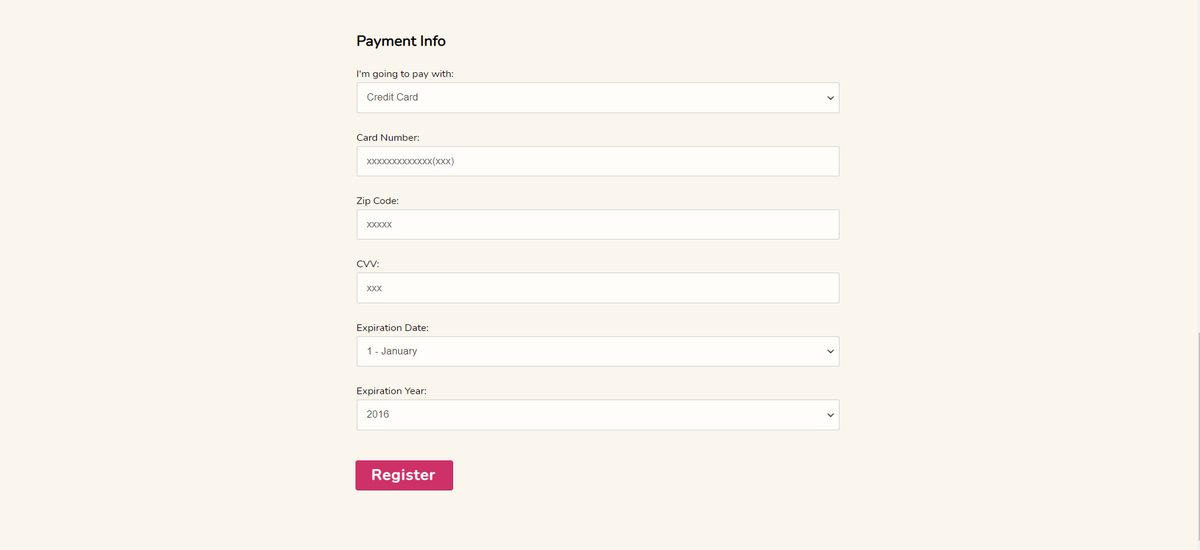 Payment Info
I'm going to pay with:
Credit Card
Card Number:
xxxxxxxxxxxxx(xxx)
Zip Code:
xxxxx
CVV:
xxx
Expiration Date:
1 - January
Expiration Year:
2016
Register